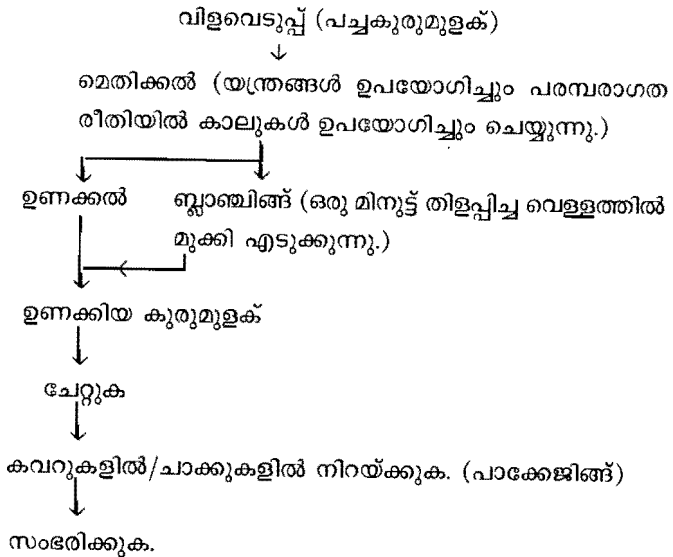 വിളവെടുപ്പ് (പച്ചകുരുമുളക്)
മെതിക്കൽ (യന്ത്രങ്ങൾ ഉപയോഗിച്ചും പരമ്പരാഗത
രീതിയിൽ കാലുകൾ ഉപയോഗിച്ചും ചെയ്യുന്നു.)
ഉണക്കൽ ബ്ലാഞ്ചിങ്ങ് (ഒരു മിനുട്ട് തിളപ്പിച്ച വെള്ളത്തിൽ
മുക്കി എടുക്കുന്നു.)
ഉണക്കിയ കുരുമുളക്
ചേറ്റുക
കവറുകളിൽ/ചാക്കുകളിൽ നിറയ്ക്കുക. (പാക്കേജിങ്ങ്)
സംഭരിക്കുക.